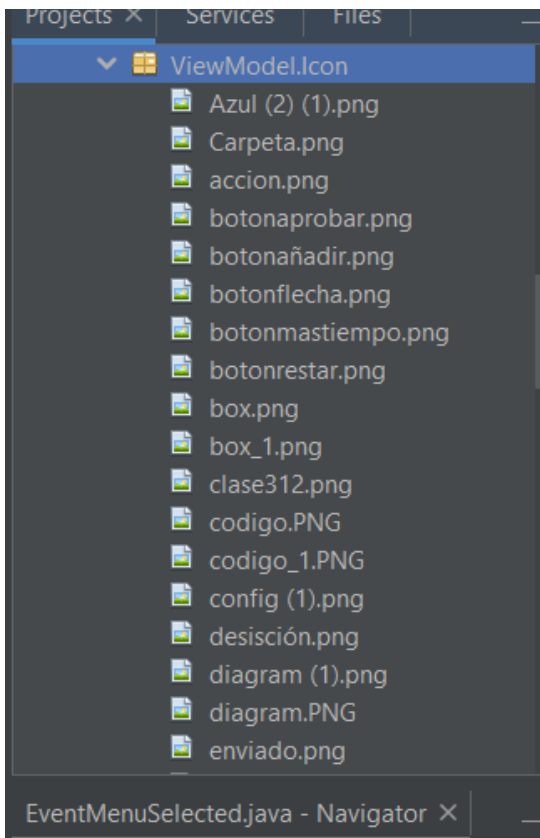 Projects × Services Files
ViewModel.Icon
Azul (2) (1).png
Carpeta.png
accion.png
botonaprobar.png
botonañadir.png
botonflecha.png
botonmastiempo.png
botonrestar.png
box.png
box_1.png
clase312.png
codigo.PNG
codigo_1.PNG
config (1).png
desisción.png
diagram (1).png
diagram.PNG
enviado.png
EventMenuSelected.java - Navigator ×